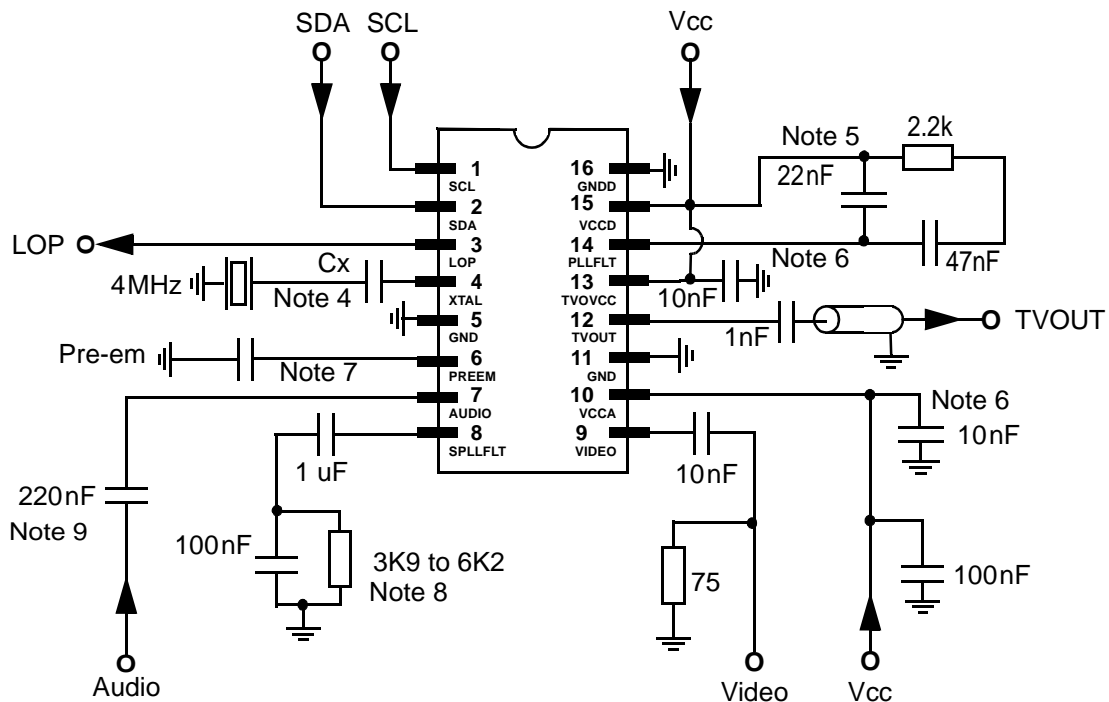 SDA SCL
Vcc
Note 5
2.2k
22nF
1
SCL
16
GNDD
2
SDA
15
VCCD
LOP
3
LOP
14
PLLFLT
Note 6
47nF
4MHz
Cx
Note 4
4
XTAL
13
TVOVCC
10nF
5
GND
12
TVOUT
1nF
TVOUT
Pre-em
Note 7
6
PREEM
11
GND
7
AUDIO
10
VCCA
Note 6
10nF
8
SPLLFLT
9
VIDEO
1 uF
10nF
220nF
Note 9
100nF
3K9 to 6K2
Note 8
75
100nF
Audio
Video
Vcc